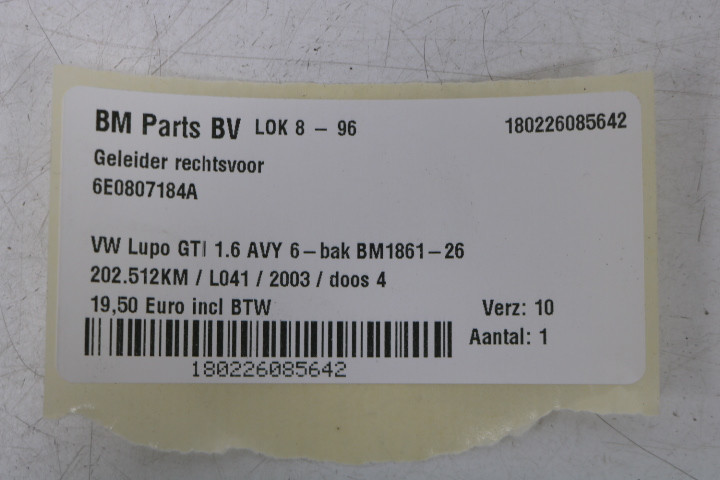 BM Parts BV LOK 8 - 96 180226085642
Geleider rechtsvoor
6E0807184A
VW Lupo GTI 1.6 AVY 6-bak BM1861-26
202.512KM / L041 / 2003 / doos 4
19,50 Euro incl BTW Verz: 10
Aantal: 1
180226085642